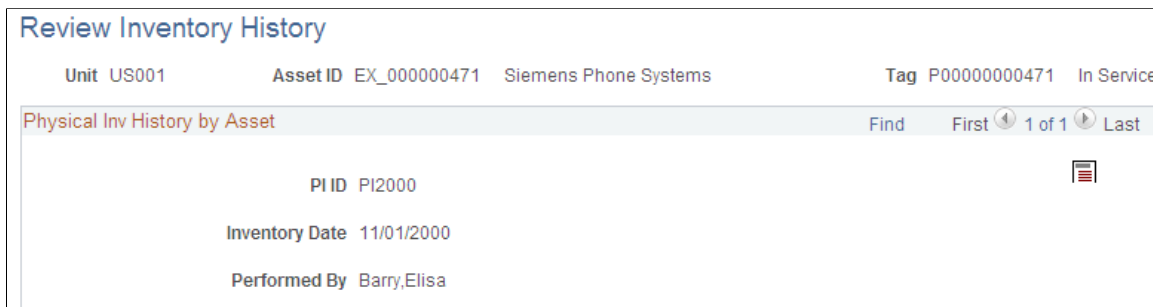 Review Inventory History
Unit US001 Asset ID EX_000000471 Siemens Phone Systems Tag P00000000471 In Service
Physical Inv History by Asset Find First 1 of 1 Last
PI ID PI2000
Inventory Date 11/01/2000
Performed By Barry,Elisa